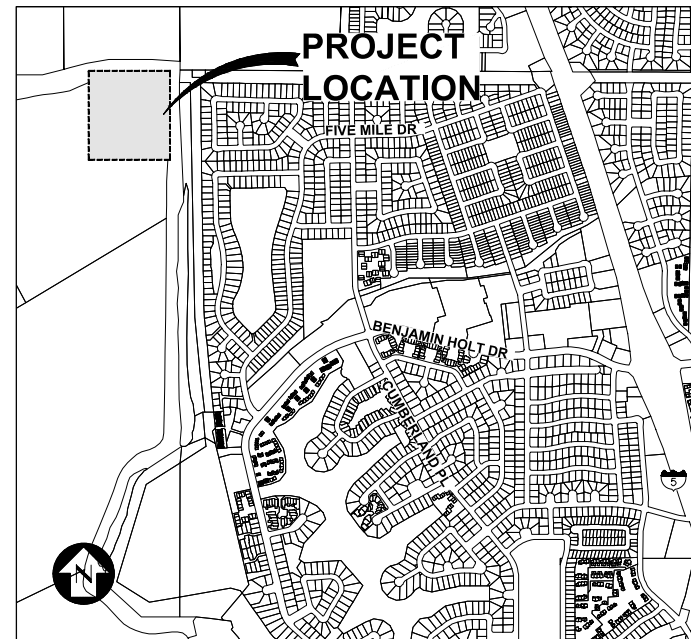 PROJECT
LOCATION
FIVE MILE DR
BENJAMIN HOLT DR
CUMBERLAND PL
5
N